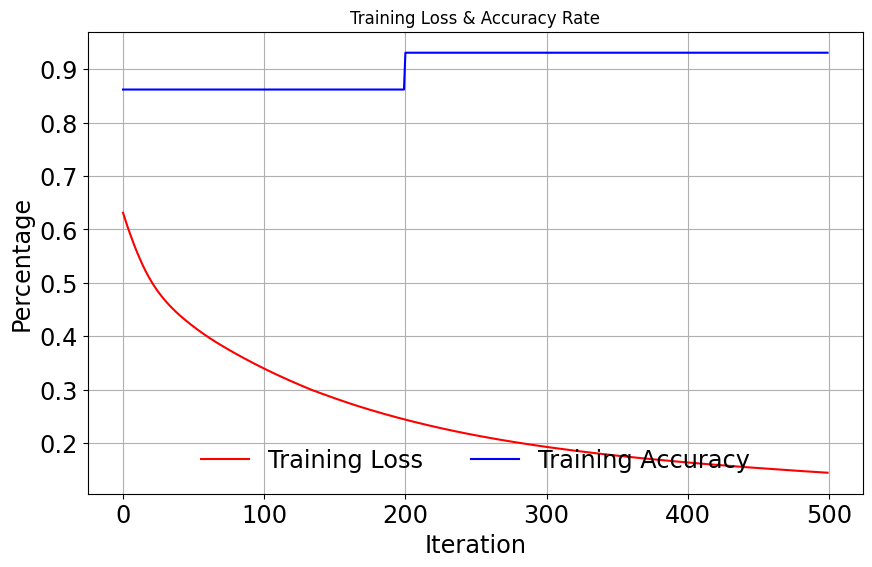 Training Loss & Accuracy Rate
Percentage
0.9
0.8
0.7
0.6
0.5
0.4
0.3
0.2
Training Loss Training Accuracy
0 100 200 300 400 500
Iteration